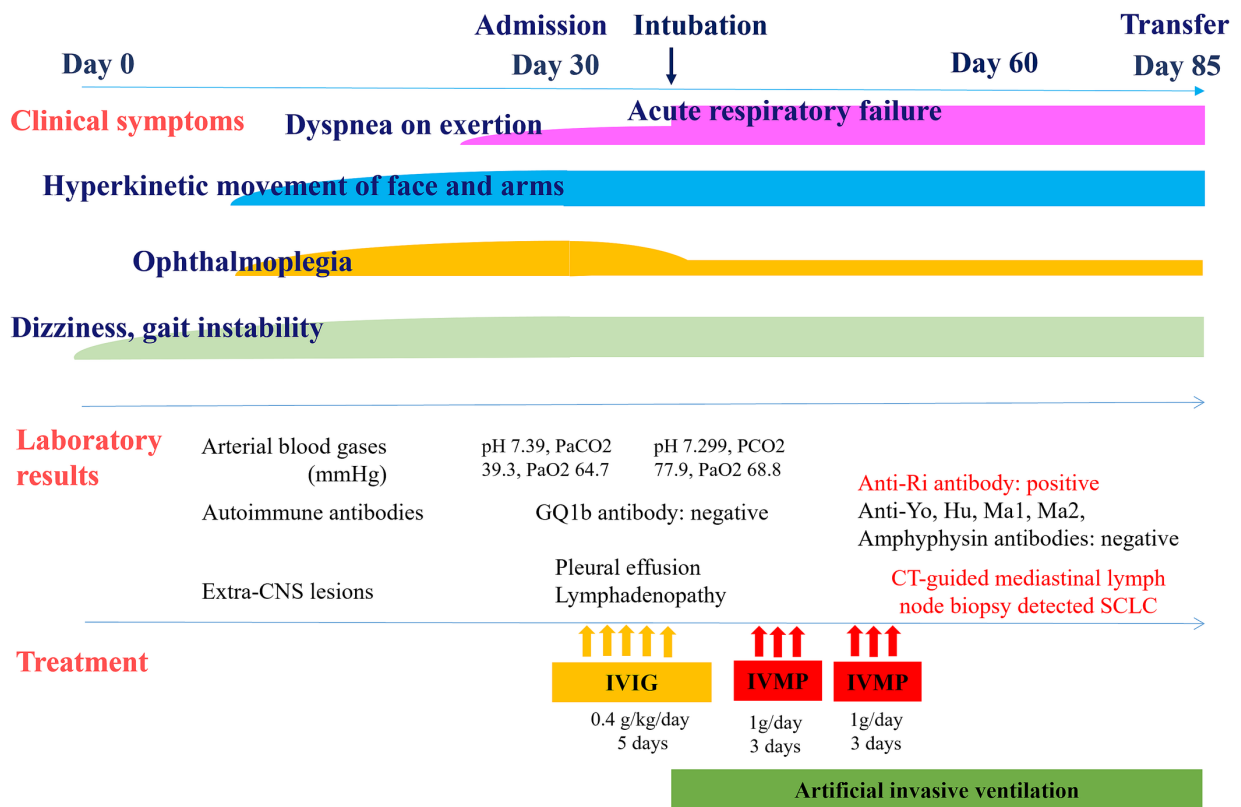 Admission Intubation Transfer
Day 0 Day 30 Day 60 Day 85
Clinical symptoms
Dyspnea on exertion
Acute respiratory failure
Hyperkinetic movement of face and arms
Ophthalmoplegia
Dizziness, gait instability
Laboratory
results
Arterial blood gases
(mmHg)
pH 7.39, PaCO2
39.3, PaO2 64.7
pH 7.299, PCO2
77.9, PaO2 68.8
Autoimmune antibodies
GQ1b antibody: negative
Anti-Ri antibody: positive
Anti-Yo, Hu, Ma1, Ma2,
Amphyphysin antibodies: negative
Extra-CNS lesions
Pleural effusion
Lymphadenopathy
CT-guided mediastinal lymph
node biopsy detected SCLC
Treatment
IVIG
0.4 g/kg/day
5 days
IVMP
1g/day
3 days
IVMP
1g/day
3 days
Artificial invasive ventilation